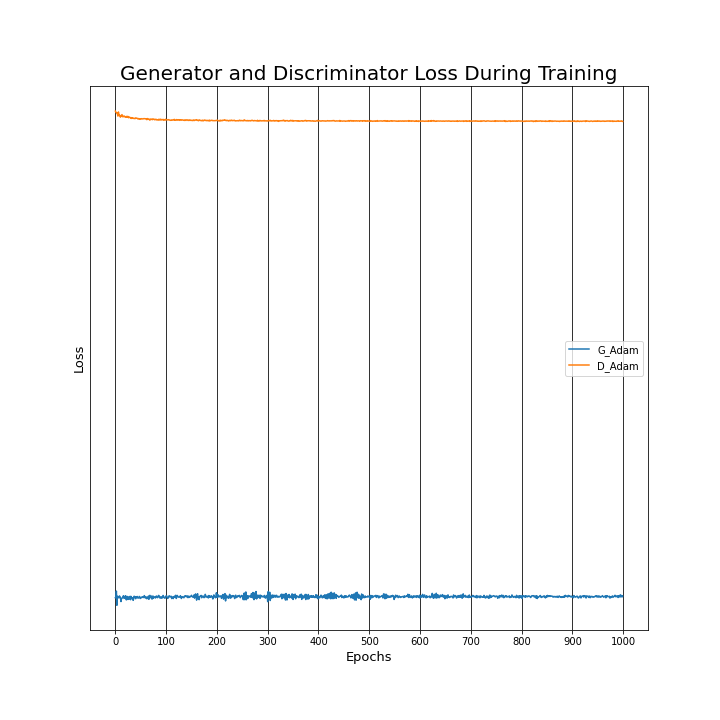 Generator and Discriminator Loss During Training
Loss
G_Adam
D_Adam
0 100 200 300 400 500 600 700 800 900 1000
Epochs